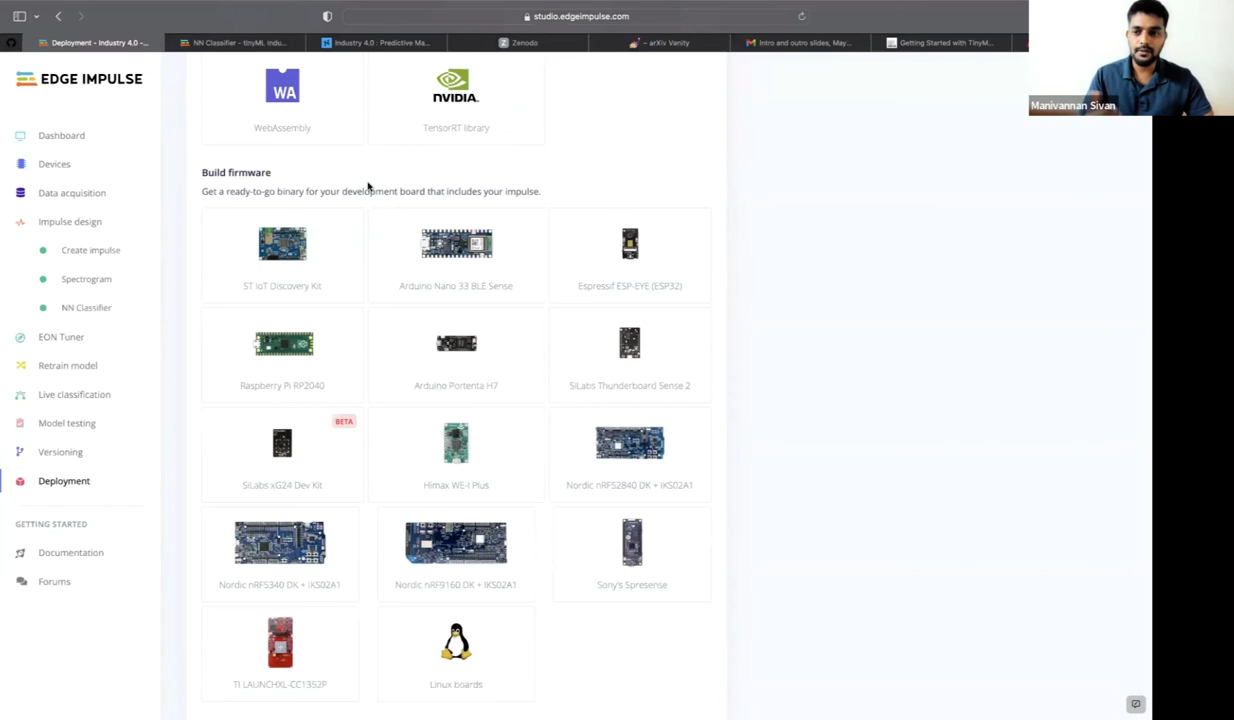 studio.edgeimpulse.com
Deployment - Industry 4.0 -...
NN Classifier - tinyML Indu...
Industry 4.0 : Predictive Ma...
Zenodo
– arXiv Vanity
Intro and outro slides, May...
Getting Started with TinyM...
Manivannan Sivan
EDGE IMPULSE
Dashboard
Devices
Data acquisition
Impulse design
Create impulse
Spectrogram
NN Classifier
EON Tuner
Retrain model
Live classification
Model testing
Versioning
Deployment
GETTING STARTED
Documentation
Forums
WA
NVIDIA.
WebAssembly
TensorRT library
Build firmware
Get a ready-to-go binary for your development board that includes your impulse.
ST IoT Discovery Kit
Arduino Nano 33 BLE Sense
Espressif ESP-EYE (ESP32)
Raspberry Pi RP2040
Arduino Portenta H7
SiLabs Thunderboard Sense 2
BETA
SiLabs xG24 Dev Kit
Himax WE-I Plus
Nordic nRF52840 DK + IKS02A1
Nordic nRF5340 DK + IKS02A1
Nordic nRF9160 DK + IKS02A1
Sony's Spresense
TI LAUNCHXL-CC1352P
Linux boards